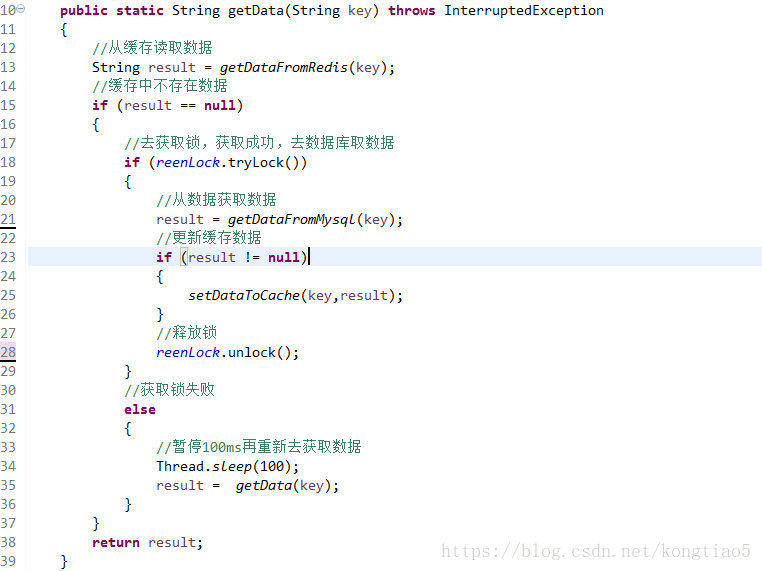 10 public static String getData(String key) throws InterruptedException
11 {
12 //从缓存读取数据
13 String result = getDataFromRedis(key);
14 //缓存中不存在数据
15 if (result == null)
16 {
17 //去获取锁，获取成功，去数据库取数据
18 if (reenLock.tryLock())
19 {
20 //从数据获取数据
21 result = getDataFromMysql(key);
22 //更新缓存数据
23 if (result != null)
24 {
25 setDataToCache(key,result);
26 }
27 //释放锁
28 reenLock.unlock();
29 }
30 //获取锁失败
31 else
32 {
33 //暂停100ms再重新去获取数据
34 Thread.sleep(100);
35 result = getData(key);
36 }
37 }
38 return result;
39 }
https://blog.csdn.net/kongtiao5